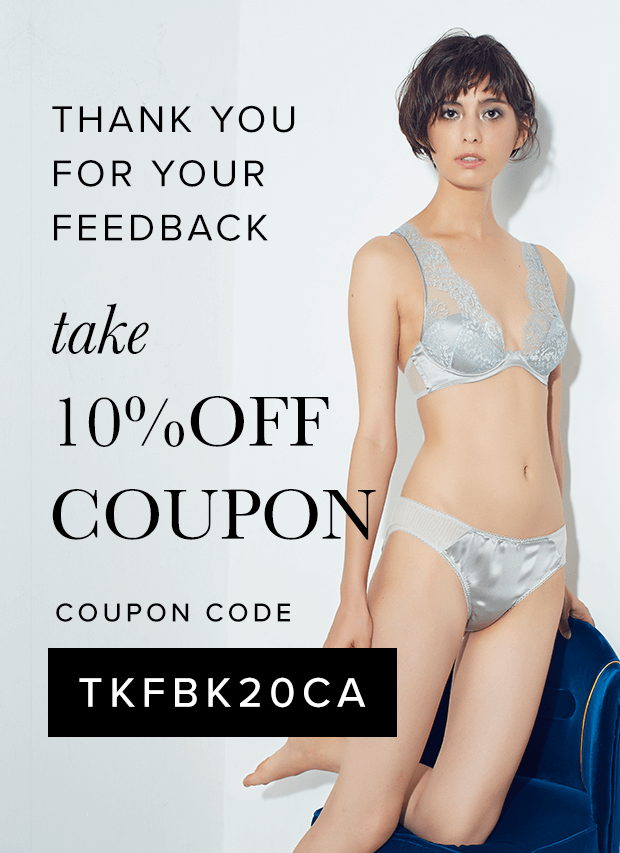 THANK YOU
FOR YOUR
FEEDBACK
take
10%OFF
COUPON
COUPON CODE
TKFBK20CA